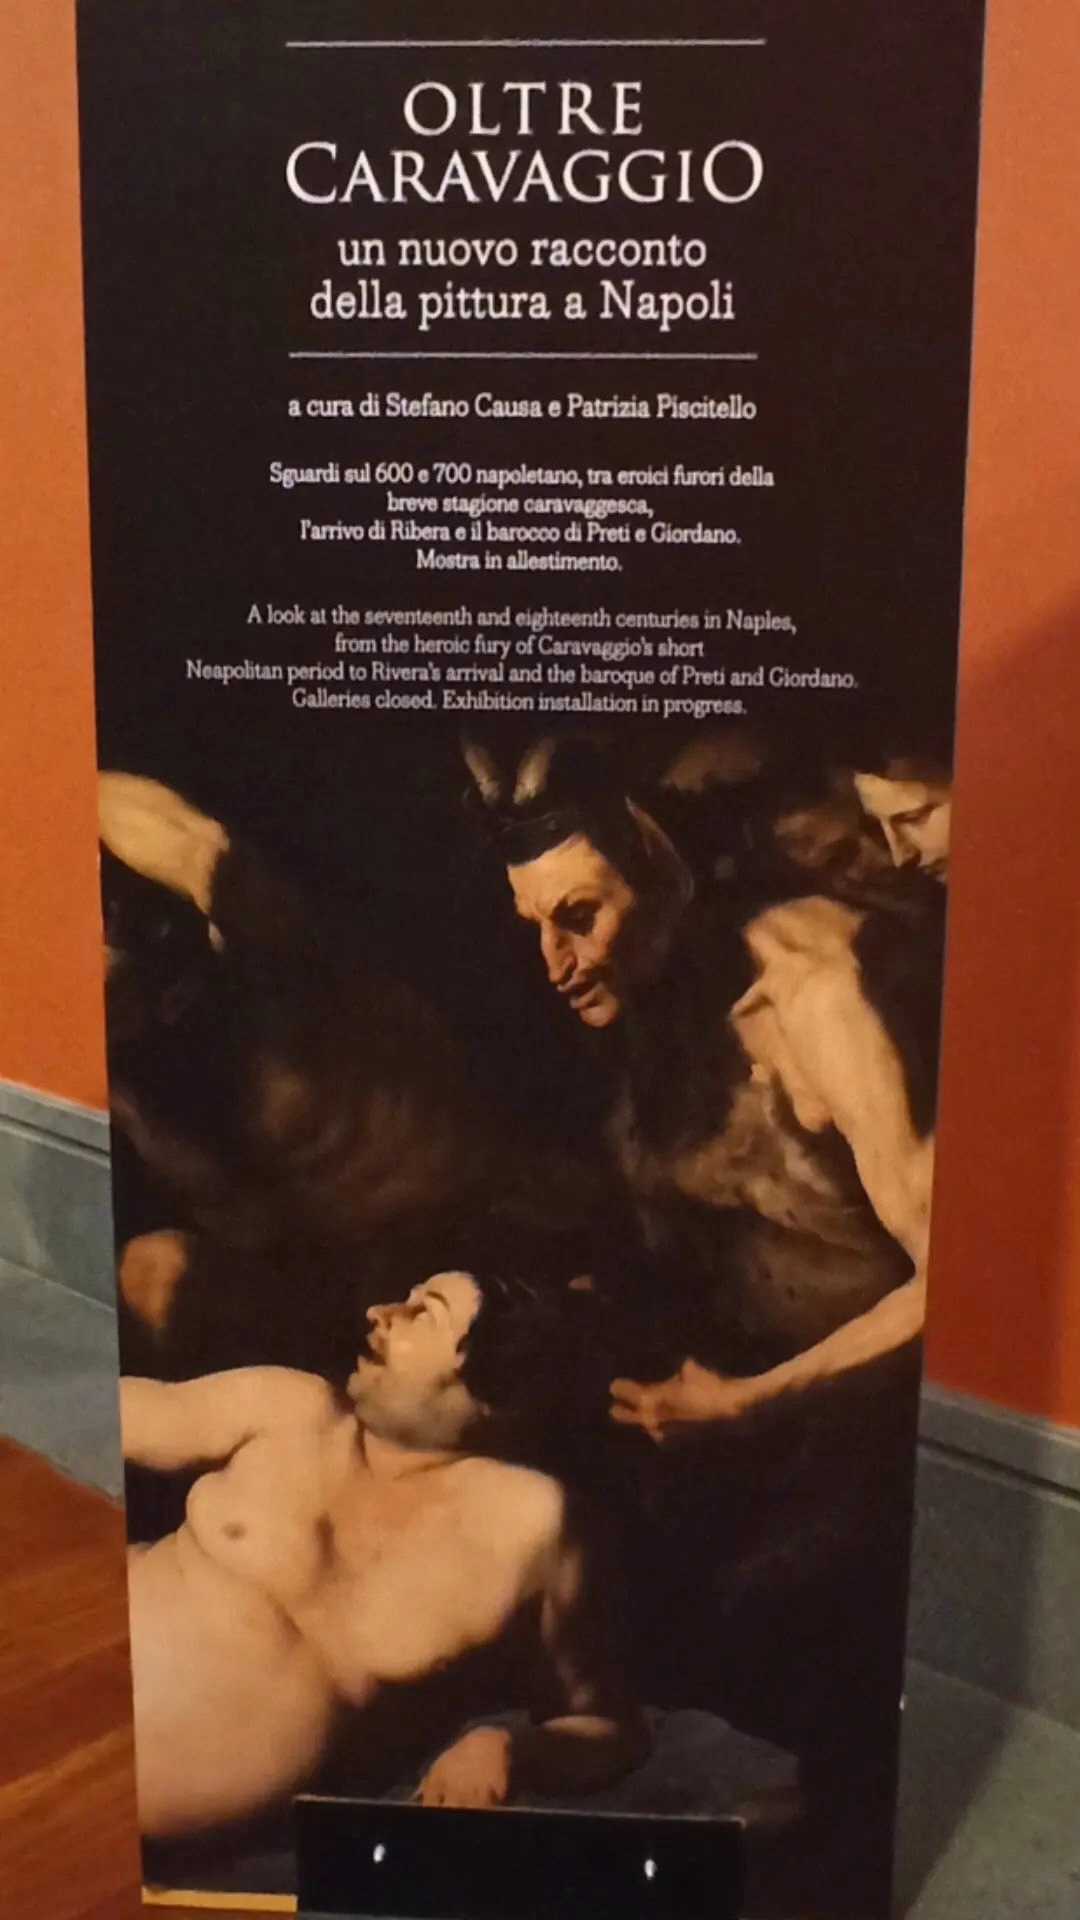 OLTRE
CARAVAGGIO
un nuovo racconto
della pittura a Napoli
a cura di Stefano Causa e Patrizia Piscitello
Sguardi sul 600 e 700 napoletano, tra eroici furori della
breve stagione caravaggesca,
l'arrivo di Ribera e il barocco di Preti e Giordano.
Mostra in allestimento.
A look at the seventeenth and eighteenth centuries in Naples,
from the heroic fury of Caravaggio's short
Neapolitan period to Rivera's arrival and the baroque of Preti and Giordano.
Galleries closed. Exhibition installation in progress.